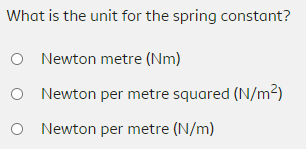 What is the unit for the spring constant?
Newton metre (Nm)
Newton per metre squared (N/m²)
Newton per metre (N/m)